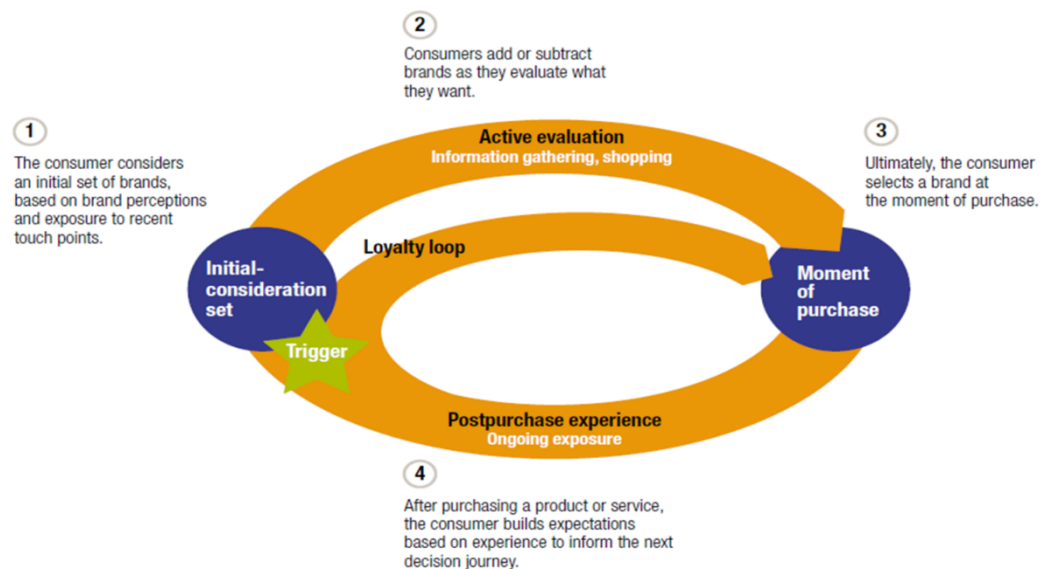 2
Consumers add or subtract
brands as they evaluate what
they want.
1
The consumer considers
an initial set of brands,
based on brand perceptions
and exposure to recent
touch points.
Active evaluation
Information gathering, shopping
3
Ultimately, the consumer
selects a brand at
the moment of purchase.
Loyalty loop
Initial-
consideration
set
Trigger
Moment
of
purchase
Postpurchase experience
Ongoing exposure
4
After purchasing a product or service,
the consumer builds expectations
based on experience to inform the next
decision journey.